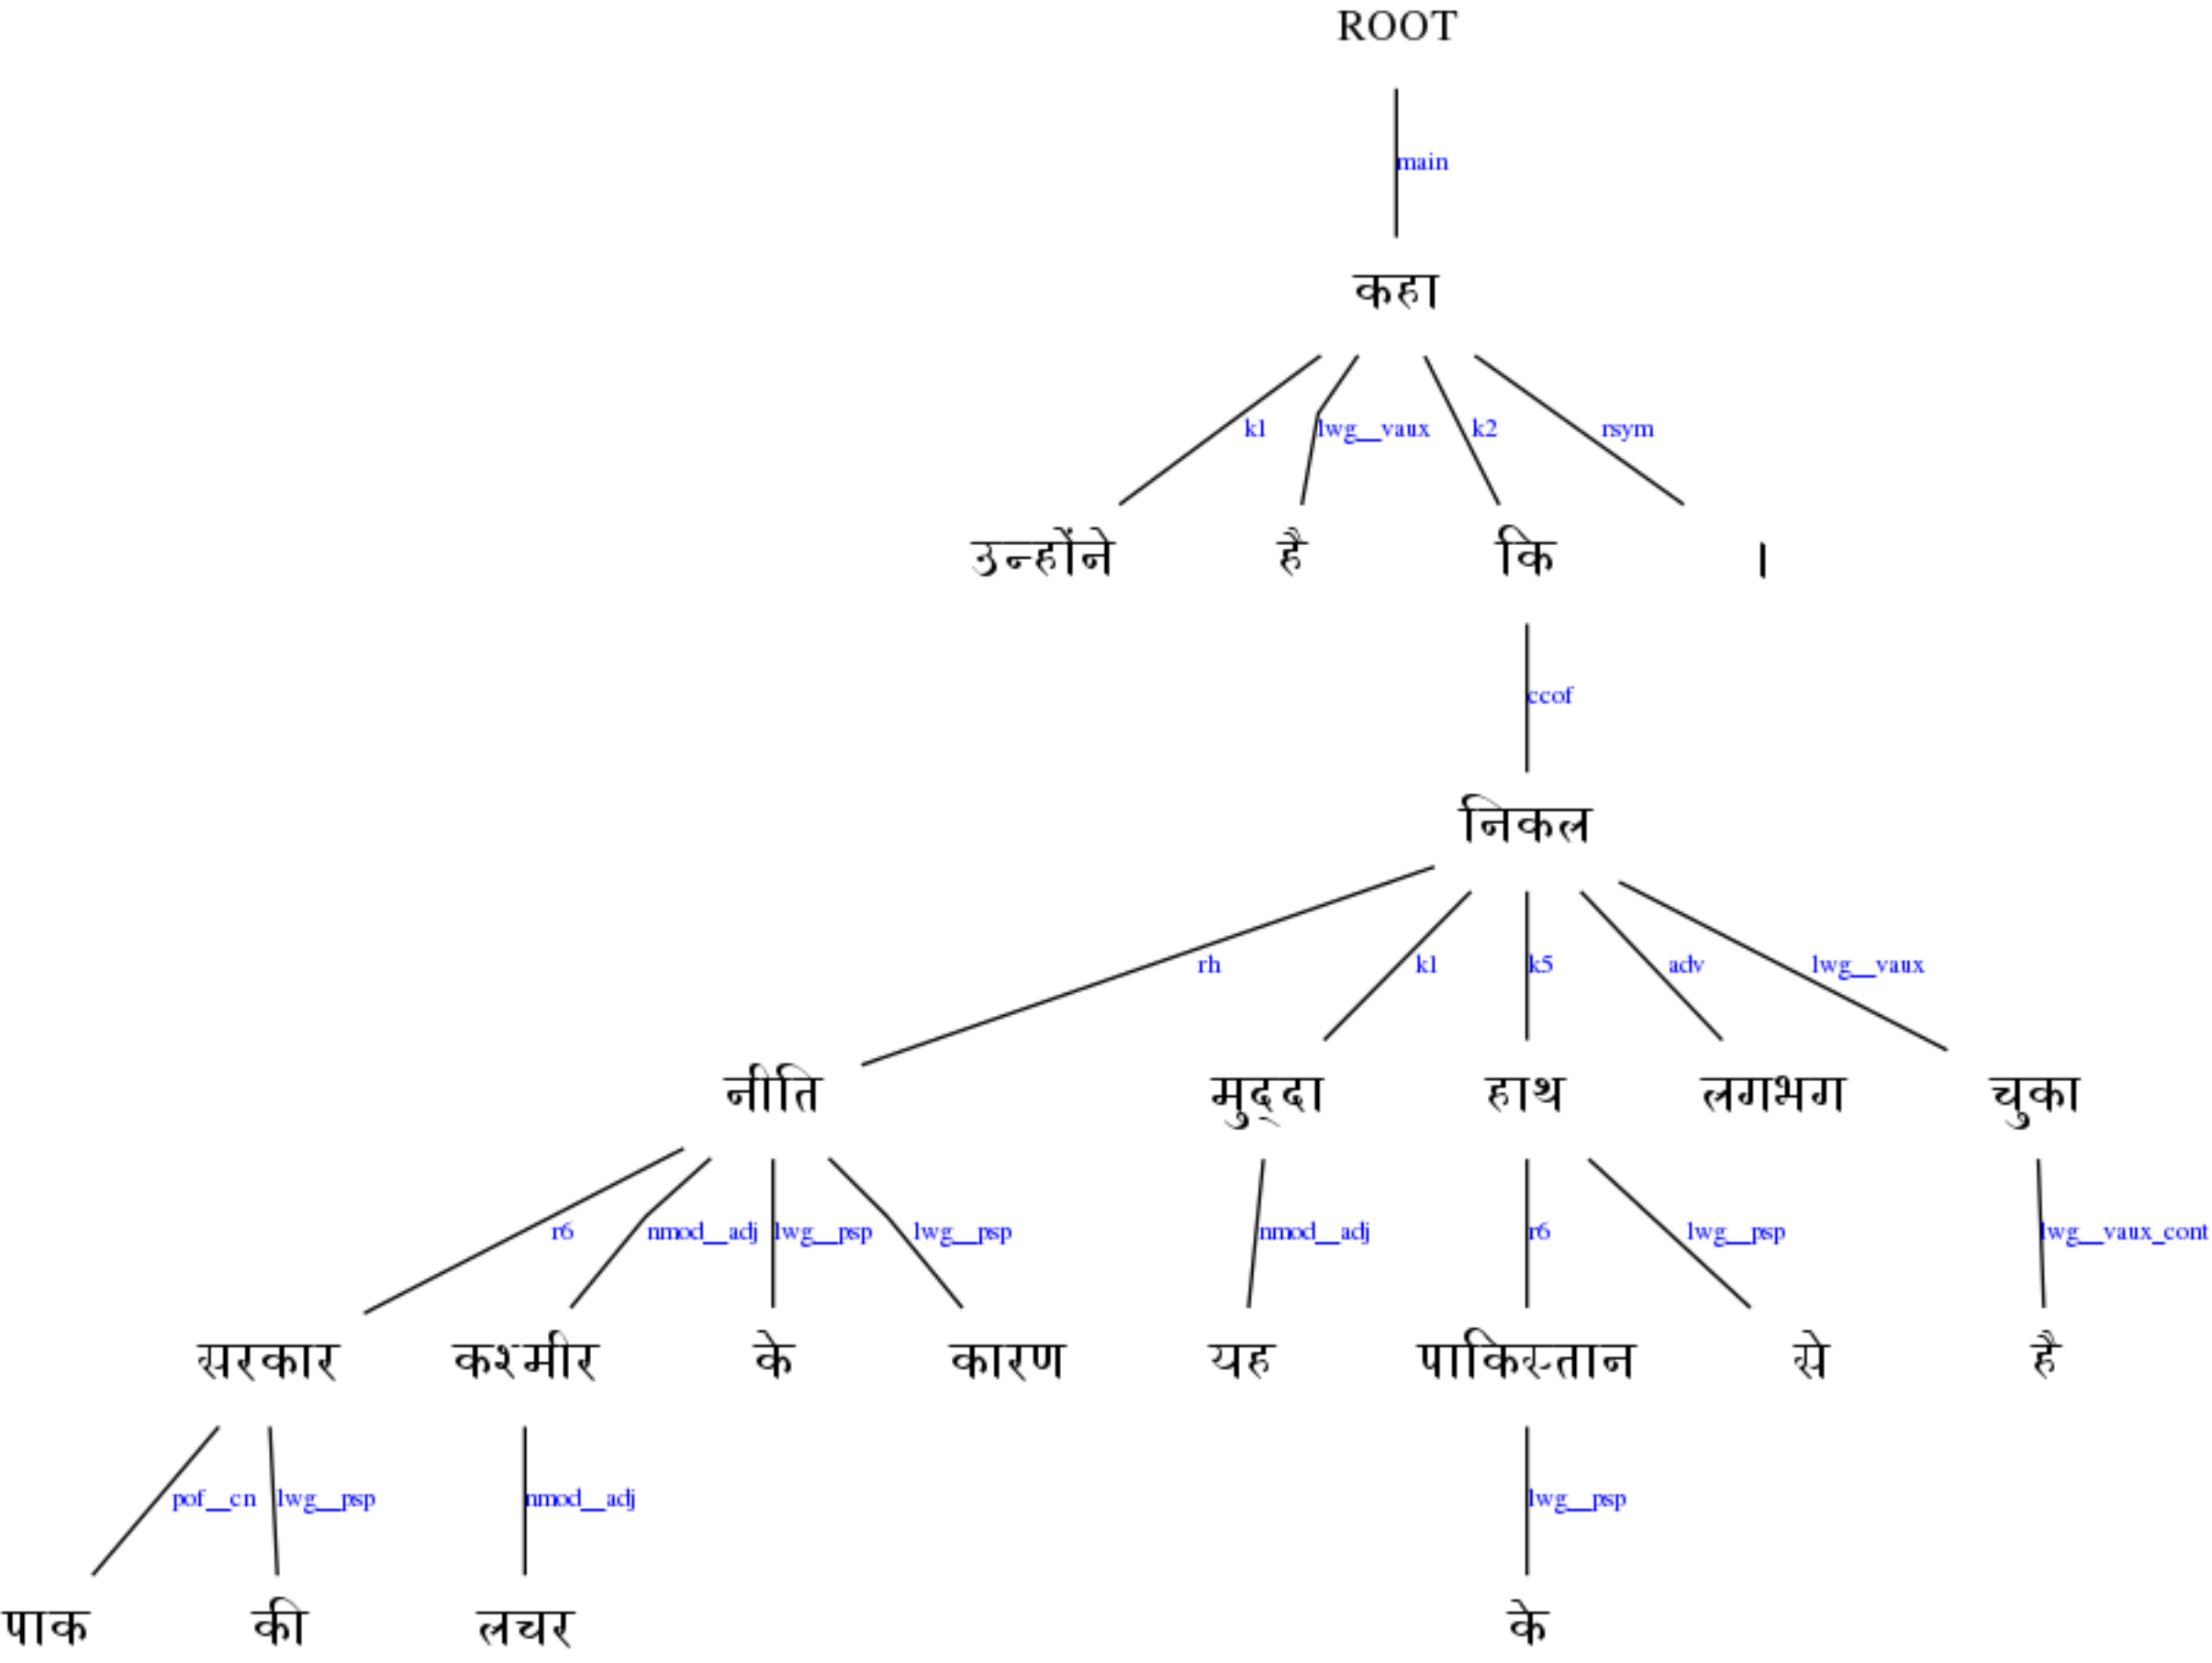 ROOT
main
कहा
k1 lwg__vaux k2 rsym
उन्होंने है कि ।
ccof
निकल
rh k1 k5 adv lwg__vaux
नीति मुद्दा हाथ लगभग चुका
r6 nmod__adj lwg__psp lwg__psp nmod__adj r6 lwg__psp lwg__vaux_cont
सरकार कश्मीर के कारण यह पाकिस्तान से है
pof__cn lwg__psp nmod__adj lwg__psp
पाक की लचर के